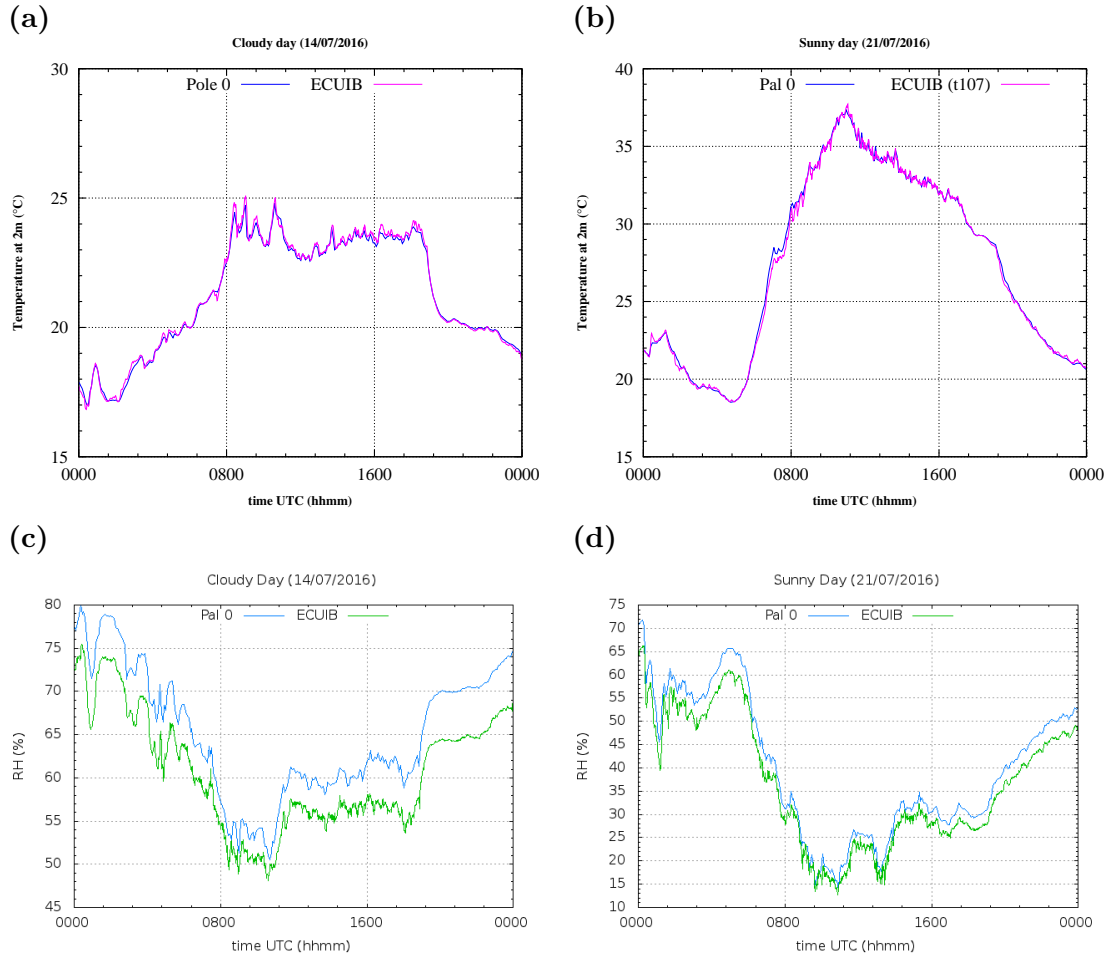 (a)
Cloudy day (14/07/2016)
Pole 0 ECUIB
Temperature at 2m (°C)
30
25
20
15
0000 0800 1600 0000
time UTC (hhmm)
(b)
Sunny day (21/07/2016)
Pal 0 ECUIB (t107)
Temperature at 2m (°C)
40
35
30
25
20
15
0000 0800 1600 0000
time UTC (hhmm)
(c)
Cloudy Day (14/07/2016)
Pal 0 ECUIB
RH (%)
80
75
70
65
60
55
50
45
0000 0800 1600 0000
time UTC (hhmm)
(d)
Sunny Day (21/07/2016)
Pal 0 ECUIB
RH (%)
75
70
65
60
55
50
45
40
35
30
25
20
15
10
0000 0800 1600 0000
time UTC (hhmm)